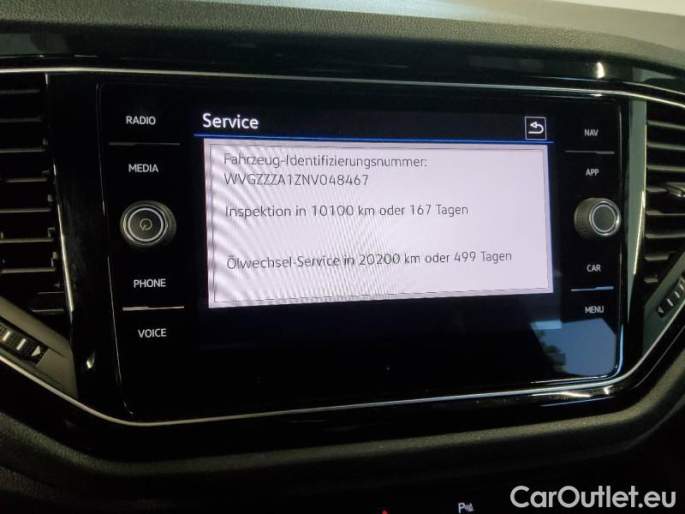 Service
Fahrzeug-Identifizierungsnummer:
WVGZZZA1ZNV048467
Inspektion in 10100 km oder 167 Tagen
Ölwechsel-Service in 20200 km oder 499 Tagen
RADIO
MEDIA
PHONE
VOICE
NAV
APP
CAR
MENU
P
CarOutlet.eu